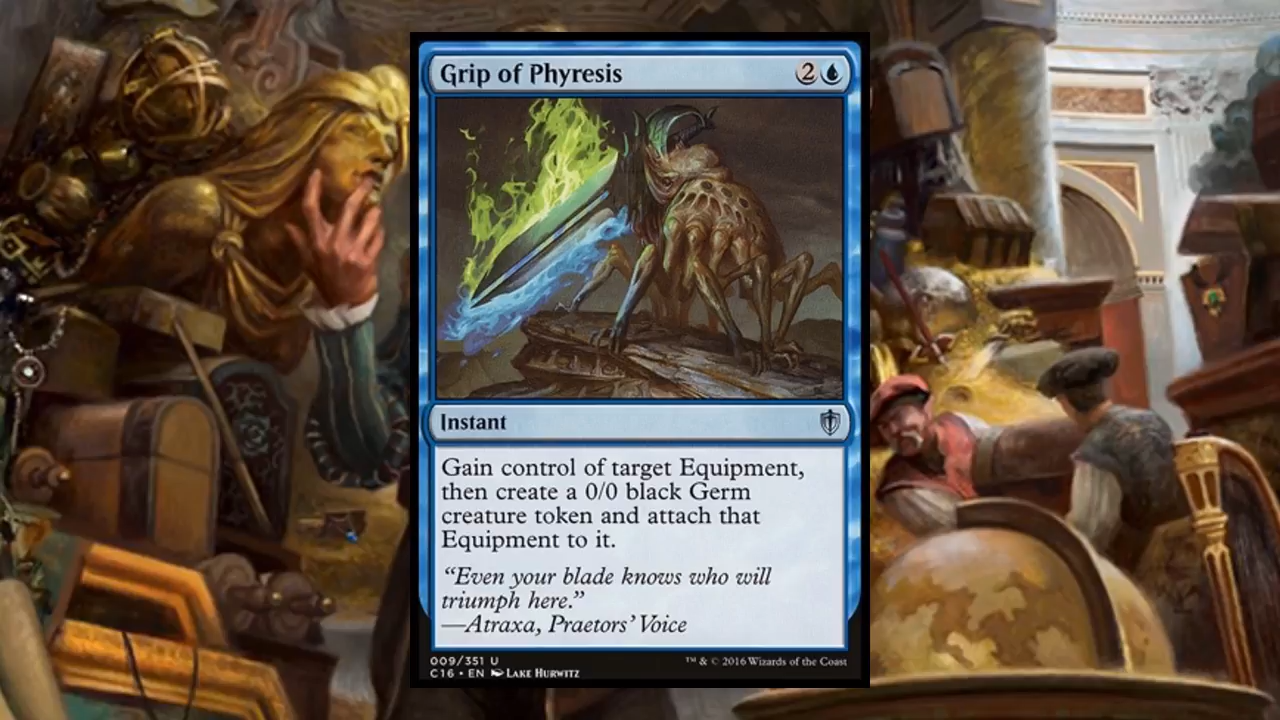 Grip of Phyresis 2
Instant
Gain control of target Equipment,
then create a 0/0 black Germ
creature token and attach that
Equipment to it.
“Even your blade knows who will
triumph here.”
—Atraxa, Praetors’ Voice
009/351 U ™ & © 2016 Wizards of the Coast
C16 • EN Lake Hurwitz